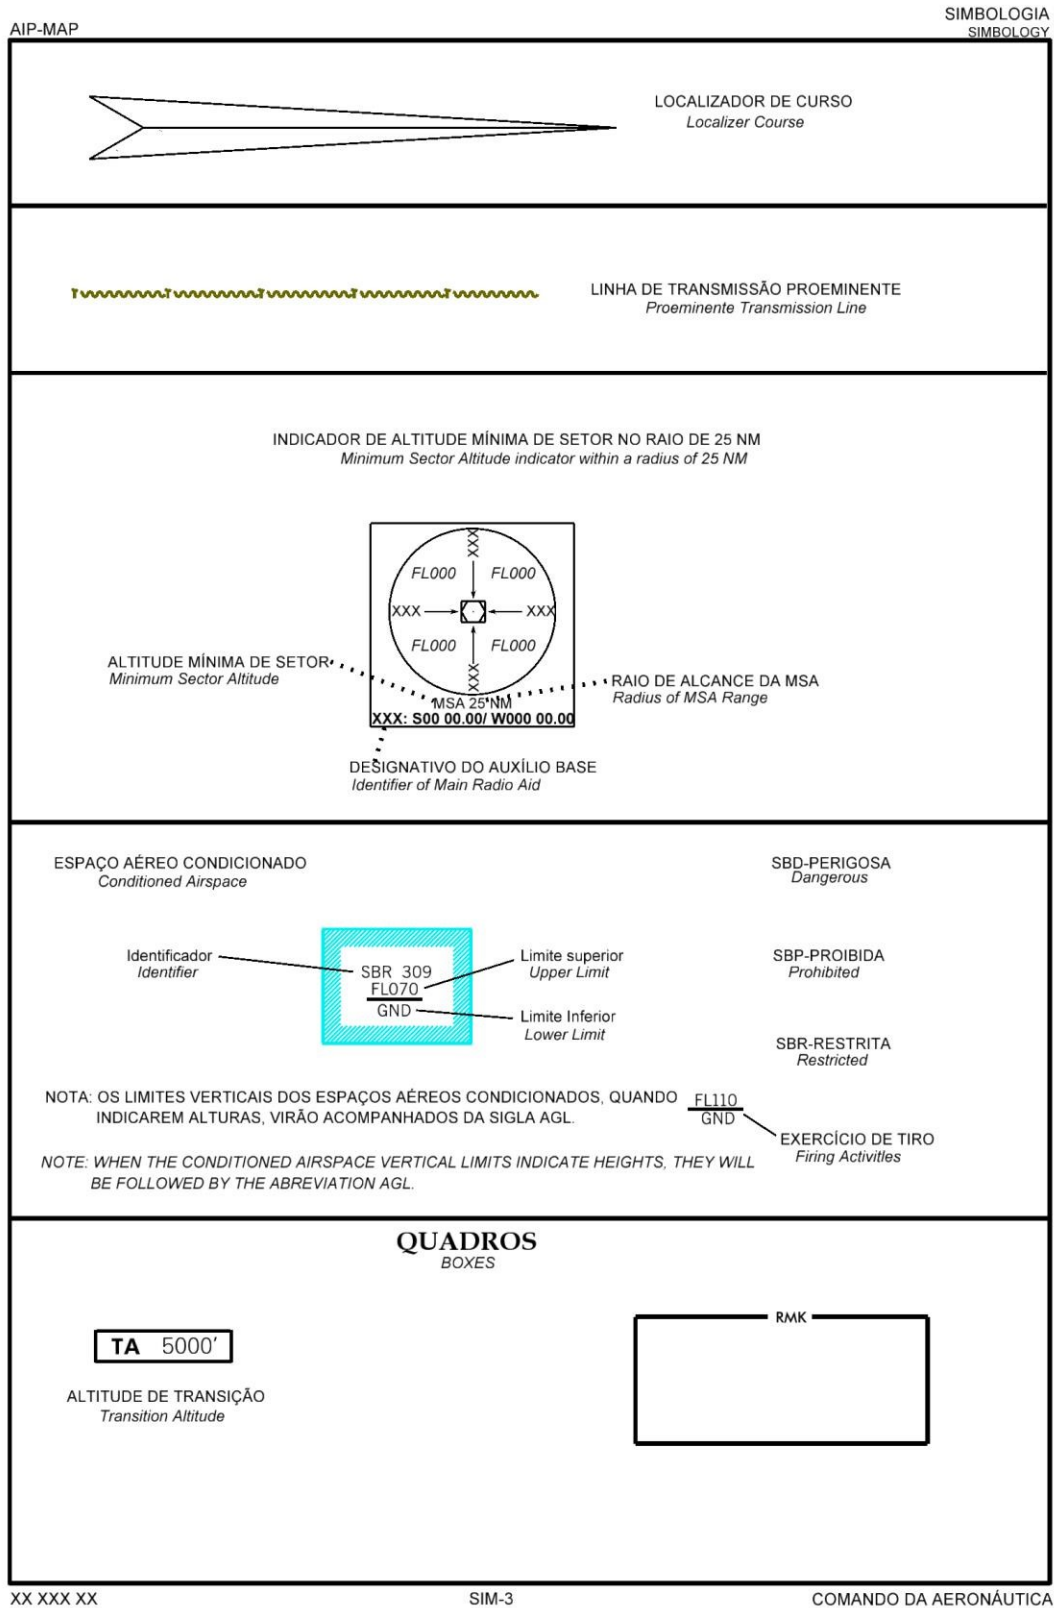 AIP-MAP
SIMBOLOGIA
SIMBOLOGY
LOCALIZADOR DE CURSO
Localizer Course
LINHA DE TRANSMISSÃO PROEMINENTE
Proeminente Transmission Line
INDICADOR DE ALTITUDE MÍNIMA DE SETOR NO RAIO DE 25 NM
Minimum Sector Altitude indicator within a radius of 25 NM
XXX
FL000 FL000
XXX XXX
FL000 FL000
XXX
MSA 25 NM
XXX: S00 00.00/ W000 00.00
ALTITUDE MÍNIMA DE SETOR
Minimum Sector Altitude
RAIO DE ALCANCE DA MSA
Radius of MSA Range
DESIGNATIVO DO AUXÍLIO BASE
Identifier of Main Radio Aid
ESPAÇO AÉREO CONDICIONADO
Conditioned Airspace
SBD-PERIGOSA
Dangerous
Identificador
Identifier
SBR 309
FL070
GND
Limite superior
Upper Limit
Limite Inferior
Lower Limit
SBP-PROIBIDA
Prohibited
SBR-RESTRITA
Restricted
NOTA: OS LIMITES VERTICAIS DOS ESPAÇOS AÉREOS CONDICIONADOS, QUANDO
INDICAREM ALTURAS, VIRÃO ACOMPANHADOS DA SIGLA AGL.
FL110
GND
EXERCÍCIO DE TIRO
Firing Activitles
NOTE: WHEN THE CONDITIONED AIRSPACE VERTICAL LIMITS INDICATE HEIGHTS, THEY WILL
BE FOLLOWED BY THE ABREVIATION AGL.
QUADROS
BOXES
TA 5000'
ALTITUDE DE TRANSIÇÃO
Transition Altitude
RMK
XX XXX XX
SIM-3
COMANDO DA AERONÁUTICA